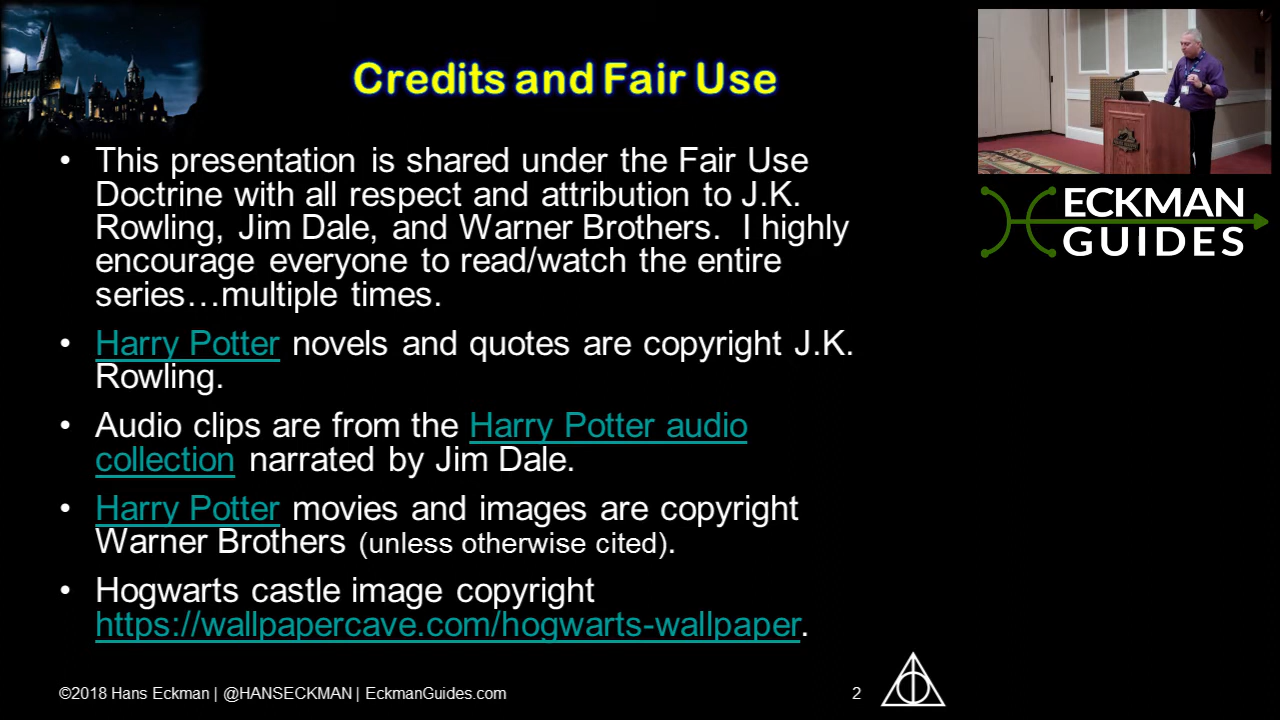 Credits and Fair Use
• This presentation is shared under the Fair Use
Doctrine with all respect and attribution to J.K.
Rowling, Jim Dale, and Warner Brothers. I highly
encourage everyone to read/watch the entire
series…multiple times.
• Harry Potter novels and quotes are copyright J.K.
Rowling.
• Audio clips are from the Harry Potter audio
collection narrated by Jim Dale.
• Harry Potter movies and images are copyright
Warner Brothers (unless otherwise cited).
• Hogwarts castle image copyright
https://wallpapercave.com/hogwarts-wallpaper.
©2018 Hans Eckman | @HANSECKMAN | EckmanGuides.com
2
ECKMAN
GUIDES